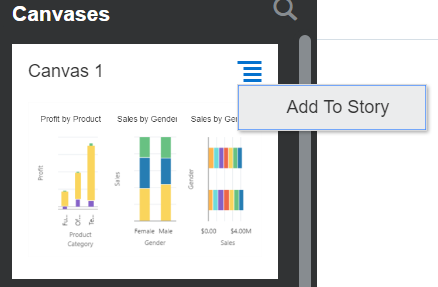 Canvases
Canvas 1
Add To Story
Profit by Product
Sales by Gender
Sales by Ge
Profit
Fu...
Of...
Te...
Product
Category
Sales
Female Male
Gender
Gender
$0.00 $4.00M
Sales